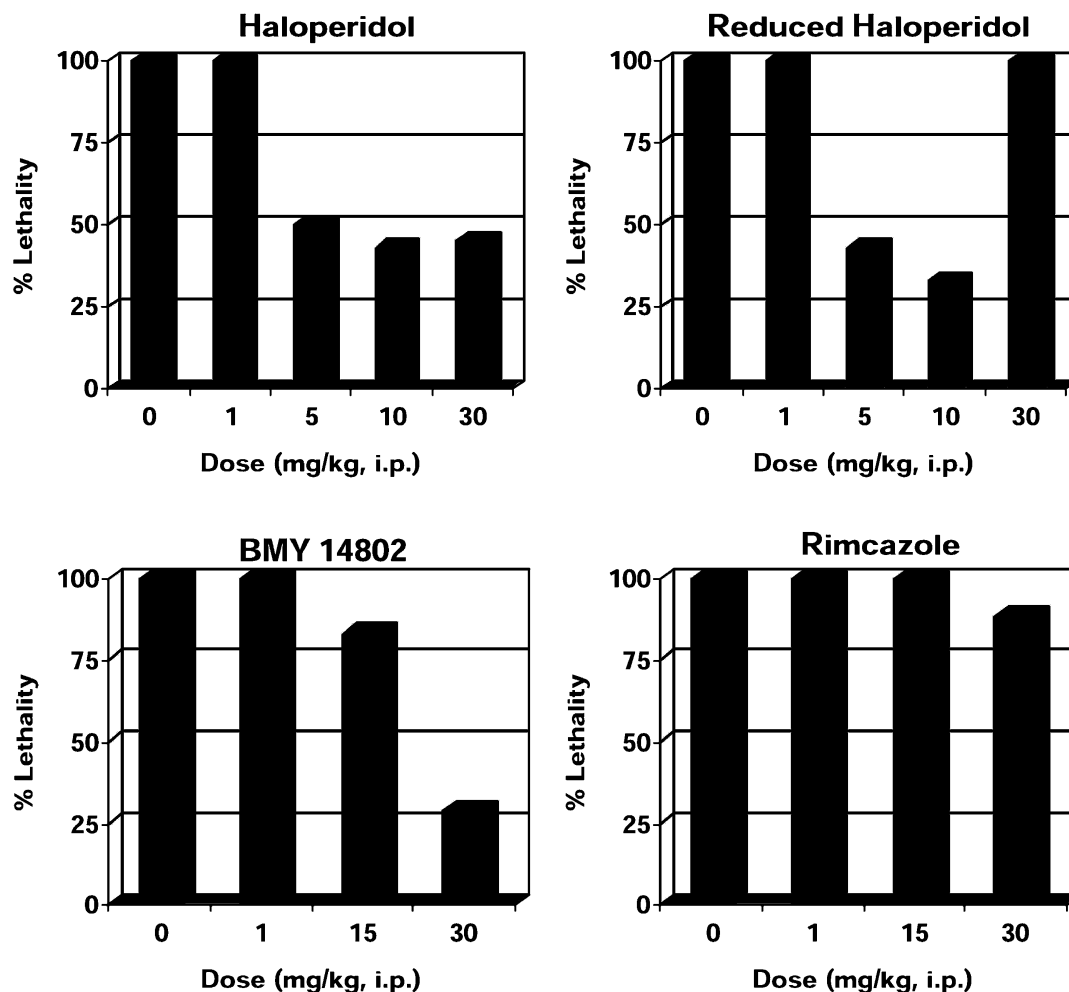 Haloperidol
% Lethality
100
75
50
25
0
0 1 5 10 30
Dose (mg/kg, i.p.)
Reduced Haloperidol
% Lethality
100
75
50
25
0
0 1 5 10 30
Dose (mg/kg, i.p.)
BMY 14802
% Lethality
100
75
50
25
0
0 1 15 30
Dose (mg/kg, i.p.)
Rimcazole
% Lethality
100
75
50
25
0
0 1 15 30
Dose (mg/kg, i.p.)